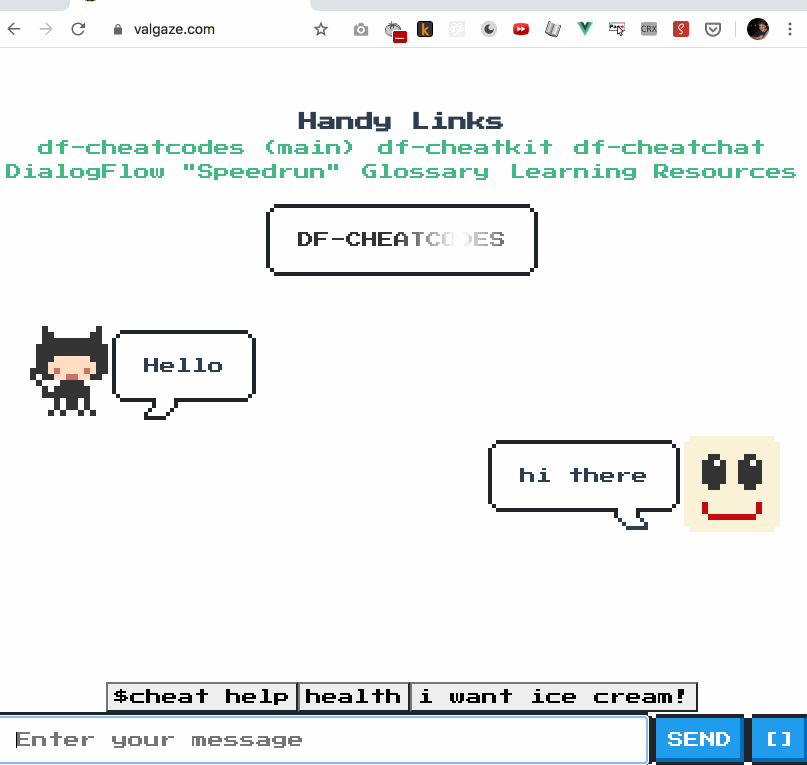 valgaze.com
CRX
Handy Links
df-cheatcodes (main) df-cheatkit df-cheatchat
DialogFlow "Speedrun" Glossary Learning Resources
DF-CHEATCODES
Hello
hi there
$cheat help health i want ice cream!
Enter your message SEND []